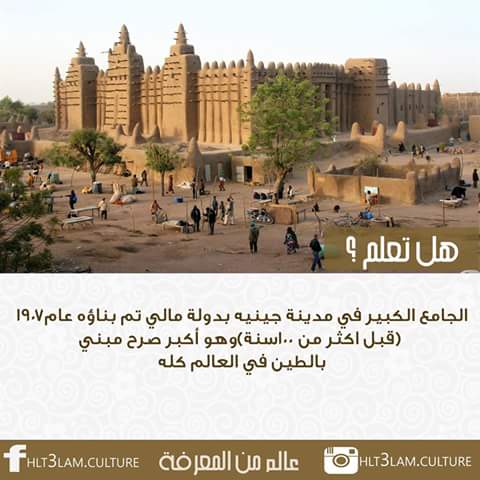 هل تعلم ؟
الجامع الكبير في مدينة جينيه بدولة مالي تم بناؤه عام١٩٠٧
(قبل اكثر من ١٠٠سنة)وهو أكبر صرح مبني
بالطين في العالم كله
HLT3LAM.CULTURE
عالم من المعرفة
HLT3LAM.CULTURE